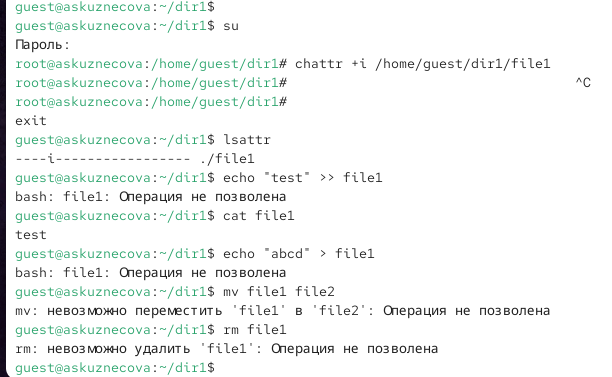 guest@askuznecova:~/dir1$
guest@askuznecova:~/dir1$ su
Пароль:
root@askuznecova:/home/guest/dir1# chattr +i /home/guest/dir1/file1
root@askuznecova:/home/guest/dir1# ^C
root@askuznecova:/home/guest/dir1#
exit
guest@askuznecova:~/dir1$ lsattr
----i----------------- ./file1
guest@askuznecova:~/dir1$ echo "test" >> file1
bash: file1: Операция не позволена
guest@askuznecova:~/dir1$ cat file1
test
guest@askuznecova:~/dir1$ echo "abcd" > file1
bash: file1: Операция не позволена
guest@askuznecova:~/dir1$ mv file1 file2
mv: невозможно переместить 'file1' в 'file2': Операция не позволена
guest@askuznecova:~/dir1$ rm file1
rm: невозможно удалить 'file1': Операция не позволена
guest@askuznecova:~/dir1$